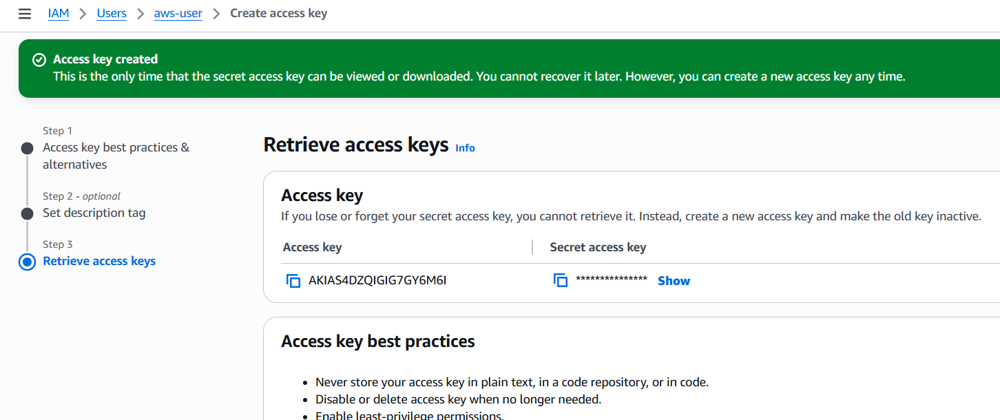 IAM > Users > aws-user > Create access key
Access key created
This is the only time that the secret access key can be viewed or downloaded. You cannot recover it later. However, you can create a new access key any time.
Step 1
Access key best practices &
alternatives
Step 2 - optional
Set description tag
Step 3
Retrieve access keys
Retrieve access keys Info
Access key
If you lose or forget your secret access key, you cannot retrieve it. Instead, create a new access key and make the old key inactive.
Access key
Secret access key
AKIAS4DZQIGIG7GY6M6I
*************** Show
Access key best practices
• Never store your access key in plain text, in a code repository, or in code.
• Disable or delete access key when no longer needed.
• Enable least-privilege permissions.